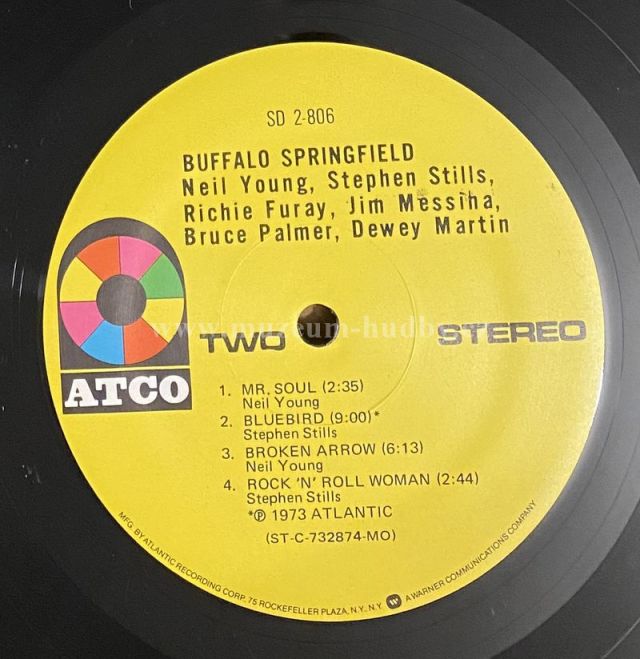 SD 2-806
BUFFALO SPRINGFIELD
Neil Young, Stephen Stills,
Richie Furay, Jim Messina,
Bruce Palmer, Dewey Martin
www.muzeum-hudb
TWO
STEREO
ATCO
1. MR. SOUL (2:35)
Neil Young
2. BLUEBIRD (9:00)*
Stephen Stills
3. BROKEN ARROW (6:13)
Neil Young
4. ROCK 'N' ROLL WOMAN (2:44)
Stephen Stills
*℗ 1973 ATLANTIC
(ST-C-732874-MO)
MFG. BY ATLANTIC RECORDING CORP. 75 ROCKEFELLER PLAZA, N.Y., N.Y. W A WARNER COMMUNICATIONS COMPANY